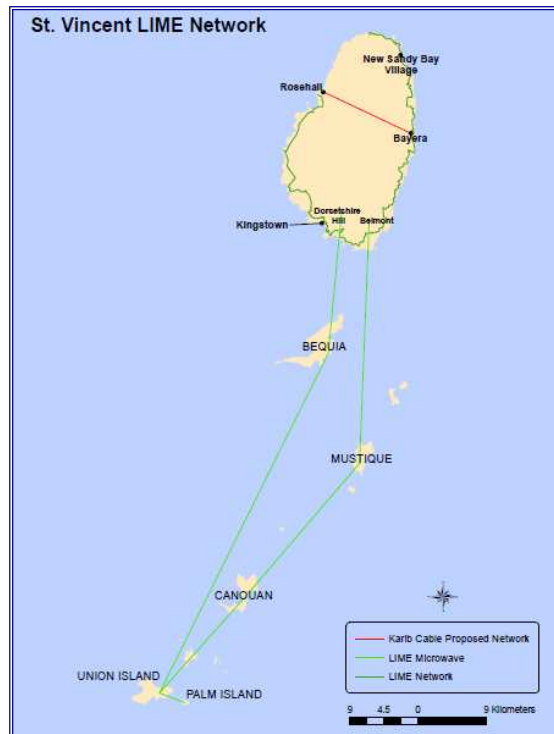 St. Vincent LIME Network
New Sandy Bay
Village
Rosehall
Bayera
Dorsetshire
Hill
Belmont
Kingstown
BEQUIA
MUSTIQUE
CANOUAN
UNION ISLAND
PALM ISLAND
Karib Cable Proposed Network
LIME Microwave
LIME Network
9 4.5 0 9 Kilometers